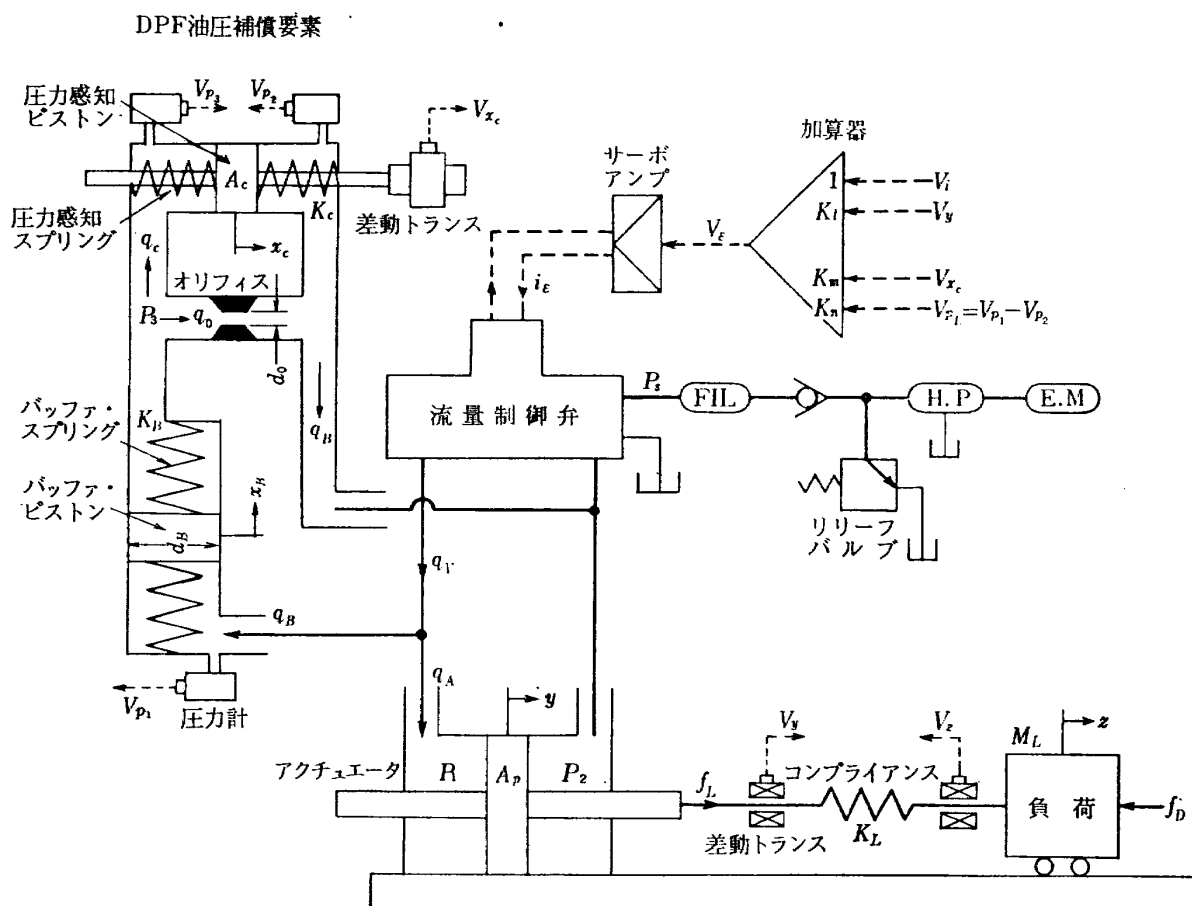 DPF油圧補償要素
圧力感知
ピストン
V_{p_3}
V_{p_2}
V_{x_c}
A_c
K_c
差動トランス
圧力感知
スプリング
q_c
x_c
オリフィス
P_3
q_0
d_0
バッファ・
スプリング
K_B
q_B
バッファ・
ピストン
x_B
d_B
q_B
V_{p_1}
圧力計
サーボ
アンプ
加算器
1
V_i
K_l
V_y
V_ε
K_m
V_{x_c}
K_n
V_{p_l}=V_{p_1}-V_{p_2}
i_ε
流量制御弁
P_s
FIL
H.P
E.M
リリーフ
バルブ
q_V
q_A
y
アクチュエータ
P_1
A_p
P_2
f_L
V_y
V_z
コンプライアンス
K_L
差動トランス
M_L
z
負荷
f_D